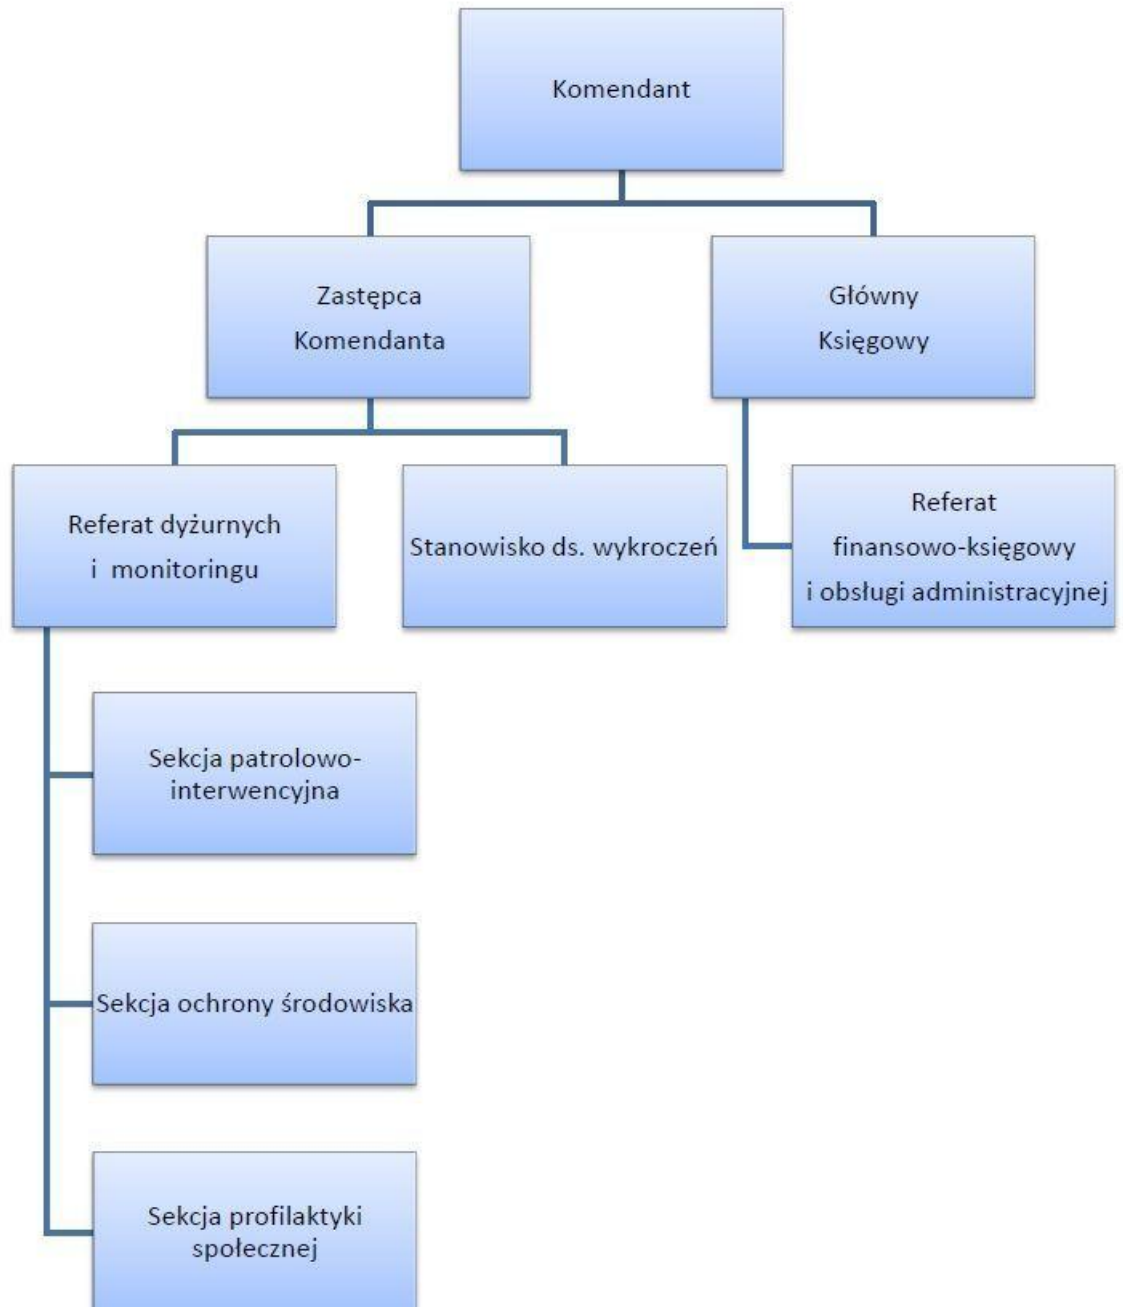 Komendant
Zastępca
Komendanta
Główny
Księgowy
Referat dyżurnych
i monitoringu
Stanowisko ds. wykroczeń
Referat
finansowo-księgowy
i obsługi administracyjnej
Sekcja patrolowo-
interwencyjna
Sekcja ochrony środowiska
Sekcja profilaktyki
społecznej